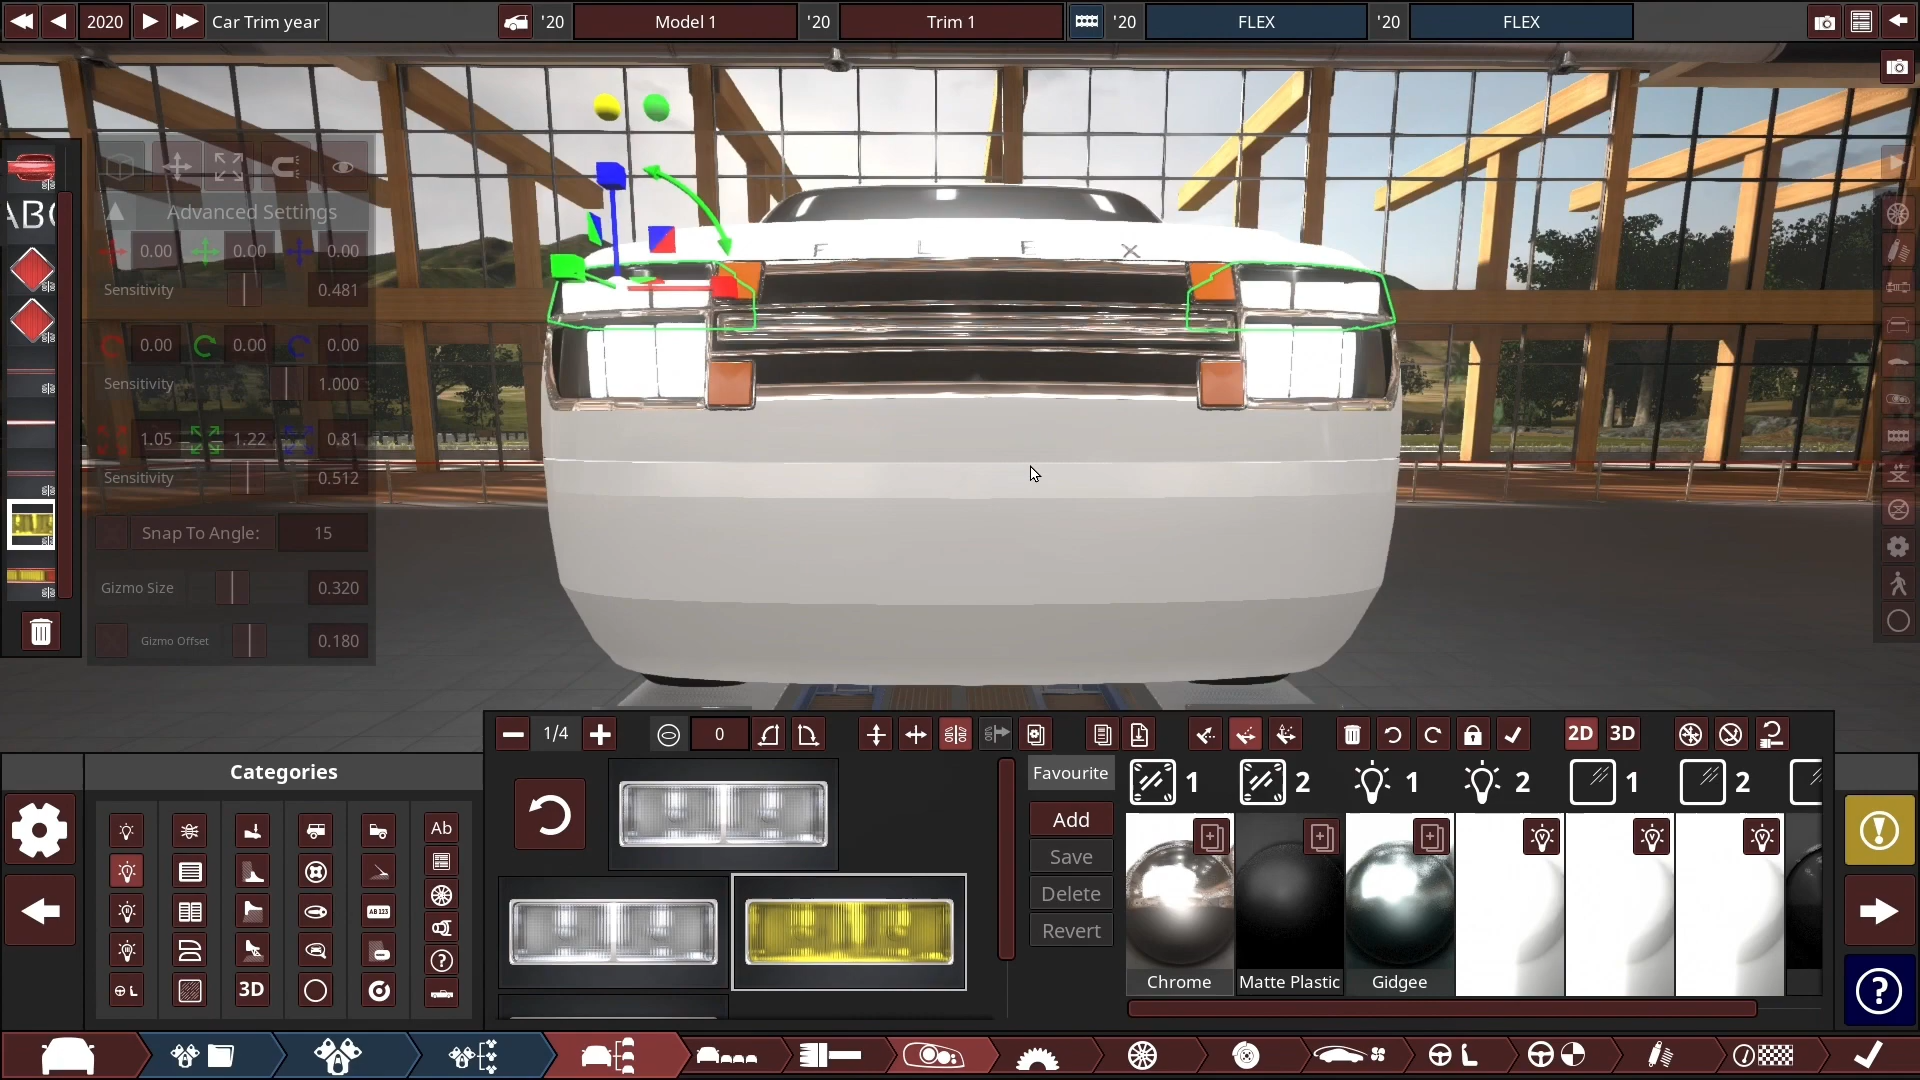 2020 Car Trim year '20 Model 1 '20 Trim 1 '20 FLEX '20 FLEX
ABC
Advanced Settings
0.00 0.00 0.00
Sensitivity 0.481
0.00 0.00 0.00
Sensitivity 1.000
1.05 1.22 0.81
Sensitivity 0.512
Snap To Angle: 15
Gizmo Size 0.320
Gizmo Offset 0.180
F L E X
1/4 0 2D 3D
Categories
Ab
AB 123
3D
Favourite
Add
Save
Delete
Revert
1 2 1 2 1 2
Chrome Matte Plastic Gidgee